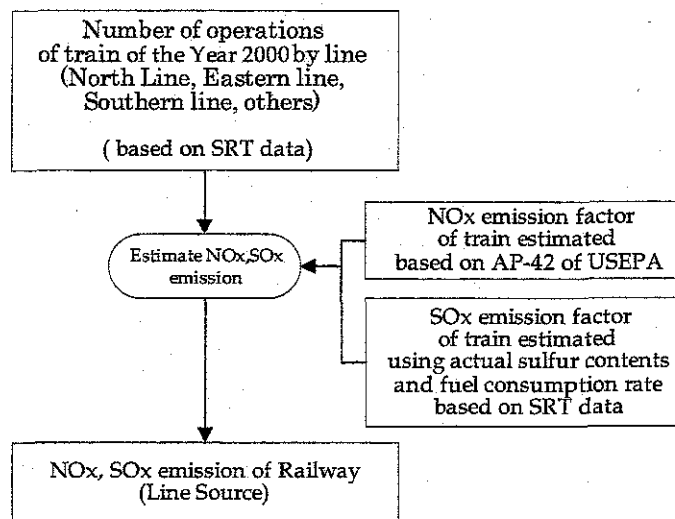 Number of operations
of train of the Year 2000 by line
(North Line, Eastern line,
Southern line, others)
( based on SRT data)
Estimate NOx,SOx
emission
NOx emission factor
of train estimated
based on AP-42 of USEPA
SOx emission factor
of train estimated
using actual sulfur contents
and fuel consumption rate
based on SRT data
NOx, SOx emission of Railway
(Line Source)